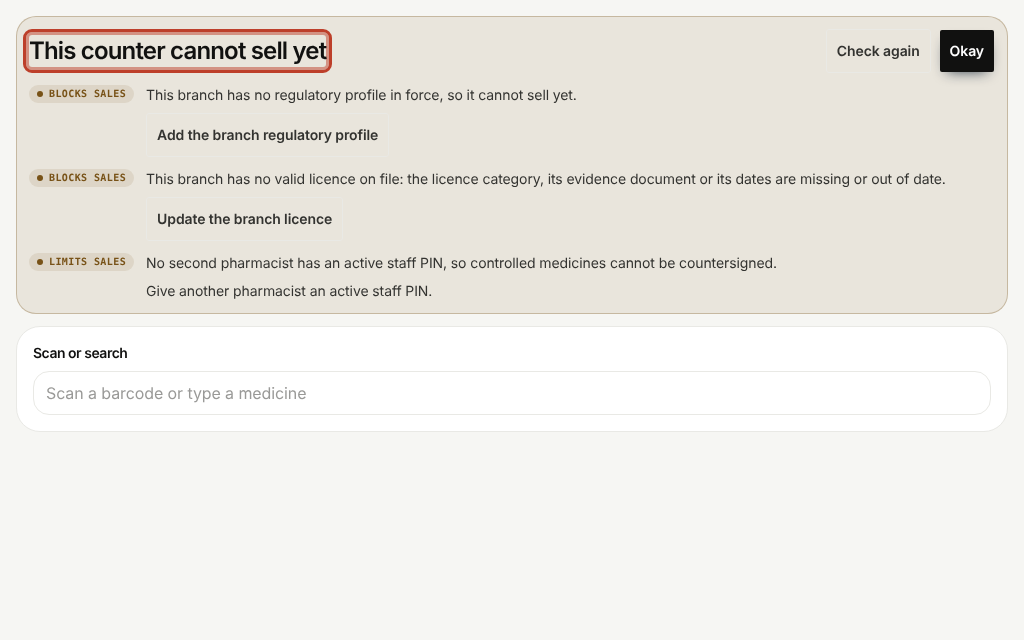 This counter cannot sell yet
Check again
Okay
BLOCKS SALES
This branch has no regulatory profile in force, so it cannot sell yet.
Add the branch regulatory profile
BLOCKS SALES
This branch has no valid licence on file: the licence category, its evidence document or its dates are missing or out of date.
Update the branch licence
LIMITS SALES
No second pharmacist has an active staff PIN, so controlled medicines cannot be countersigned.
Give another pharmacist an active staff PIN.
Scan or search
Scan a barcode or type a medicine